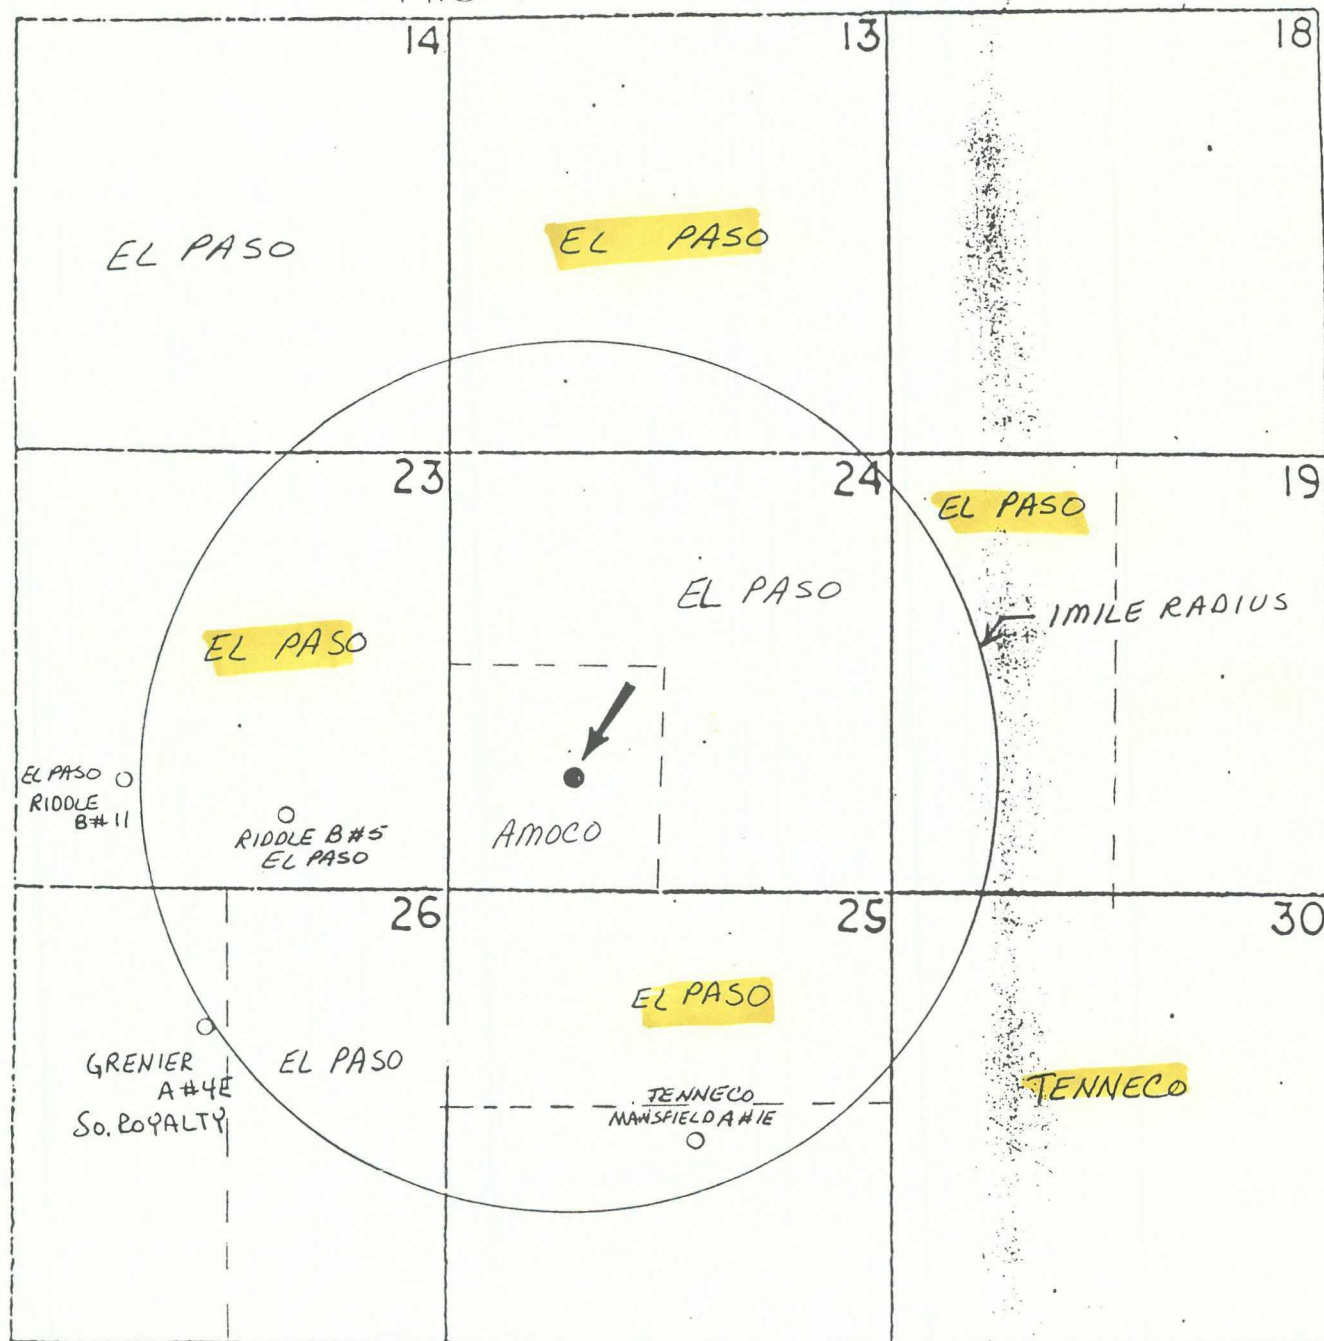 14
13
18
EL PASO
EL PASO
23
24
19
EL PASO
EL PASO
1MILE RADIUS
EL PASO
EL PASO
RIDDLE
B#11
RIDDLE B#5
EL PASO
AMOCO
26
25
30
EL PASO
GRENIER
A#4E
SO. ROYALTY
EL PASO
TENNECO
MANSFIELD A#1E
TENNECO